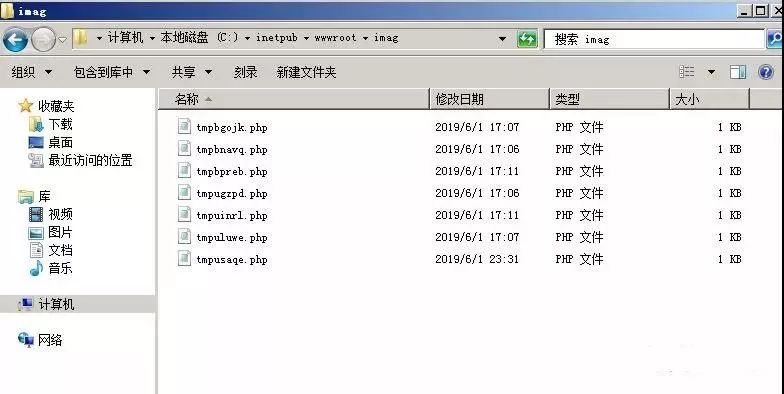 imag
计算机 本地磁盘 (C:) inetpub wwwroot imag 搜索 imag
组织 包含到库中 共享 刻录 新建文件夹
收藏夹
下载
桌面
最近访问的位置
库
视频
图片
文档
音乐
计算机
网络
名称 修改日期 类型 大小
tmpbgojk.php 2019/6/1 17:07 PHP 文件 1 KB
tmpbnavq.php 2019/6/1 17:06 PHP 文件 1 KB
tmpbpreb.php 2019/6/1 17:11 PHP 文件 1 KB
tmpugzpd.php 2019/6/1 17:06 PHP 文件 1 KB
tmpuinrl.php 2019/6/1 17:11 PHP 文件 1 KB
tmpuluwe.php 2019/6/1 17:07 PHP 文件 1 KB
tmpusaqe.php 2019/6/1 23:31 PHP 文件 1 KB